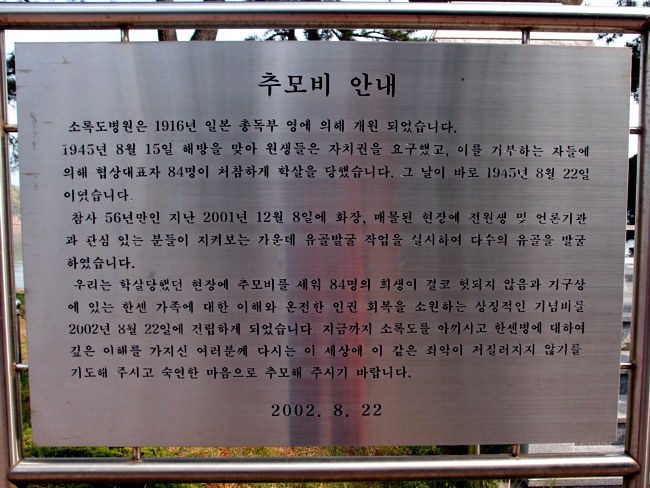 추모비 안내
소록도병원은 1916년 일본 총독부 영에 의해 개원 되었습니다.
1945년 8월 15일 해방을 맞아 원생들은 자치권을 요구했고, 이를 거부하는 자들에
의해 협상대표자 84명이 처참하게 학살을 당했습니다. 그 날이 바로 1945년 8월 22일
이였습니다.
참사 56년만인 지난 2001년 12월 8일에 화장, 매몰된 현장에 전원생 및 언론기관
과 관심 있는 분들이 지켜보는 가운데 유골발굴 작업을 실시하여 다수의 유골을 발굴
하였습니다.
우리는 학살당했던 현장에 추모비를 세워 84명의 희생이 결코 헛되지 않음과 기구상
에 있는 한센 가족에 대한 이해와 온전한 인권 회복을 소원하는 상징적인 기념비를
2002년 8월 22일에 건립하게 되었습니다. 지금까지 소록도를 아끼시고 한센병에 대하여
깊은 이해를 가지신 여러분께 다시는 이 세상에 이 같은 죄악이 저질러지지 않기를
기도해 주시고 숙연한 마음으로 추모해 주시기 바랍니다.
2002. 8. 22